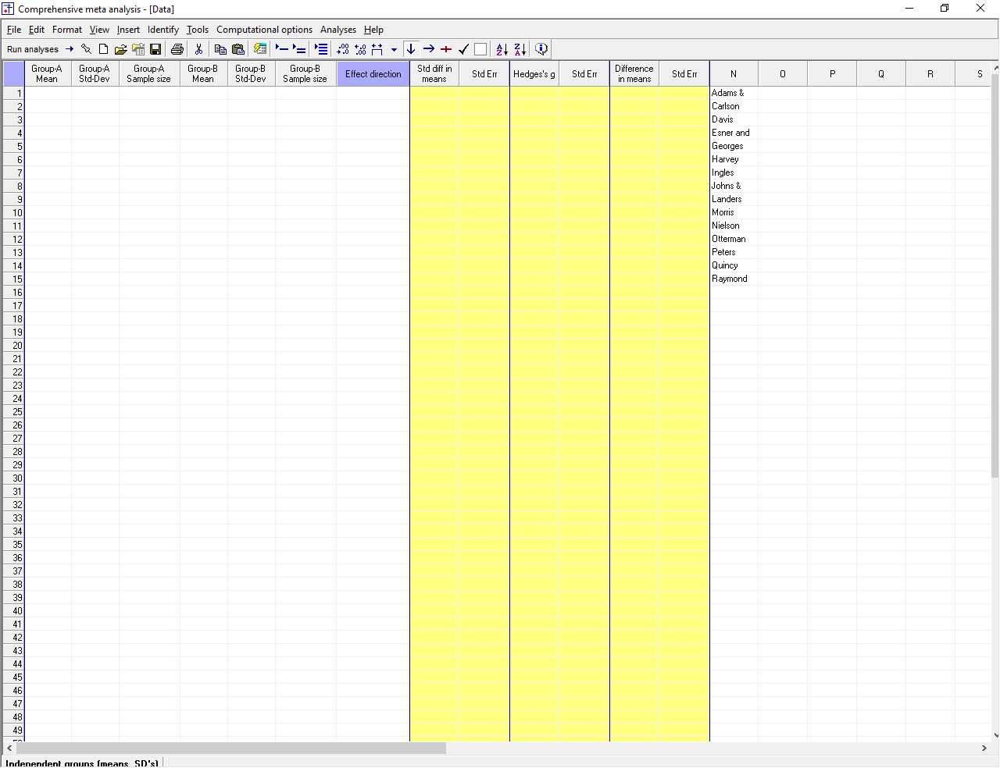 Comprehensive meta analysis - [Data]
File Edit Format View Insert Identify Tools Computational options Analyses Help
Run analyses
Group-A Mean Group-A Std-Dev Group-A Sample size Group-B Mean Group-B Std-Dev Group-B Sample size Effect direction Std diff in means Std Err Hedges's g Std Err Difference in means Std Err N O P Q R S
1 Adams &
2 Carlson
3 Davis
4 Esner and
5 Georges
6 Harvey
7 Ingles
8 Johns &
9 Landers
10 Morris
11 Nielson
12 Otterman
13 Peters
14 Quincy
15 Raymond
16
17
18
19
20
21
22
23
24
25
26
27
28
29
30
31
32
33
34
35
36
37
38
39
40
41
42
43
44
45
46
47
48
49
Independent groups (means, SD's)